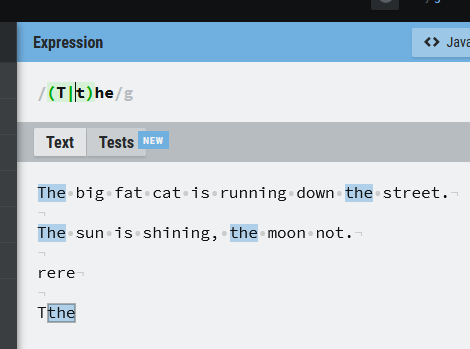 Expression
<> Java
/(T|t)he/g
Text Tests NEW
The big fat cat is running down the street.
The sun is shining, the moon not.
rere
Tthe